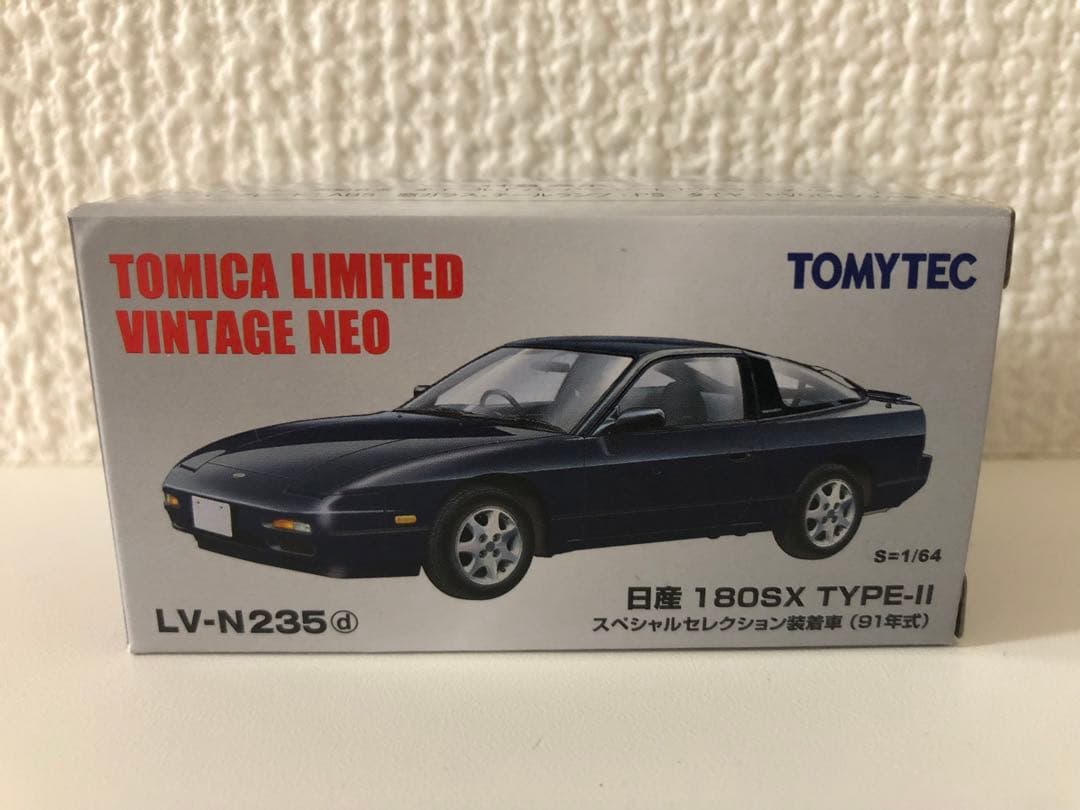 TOMICA LIMITED
VINTAGE NEO
TOMYTEC
S=1/64
LV-N235ⓓ
日産 180SX TYPE-II
スペシャルセレクション装着車（91年式）